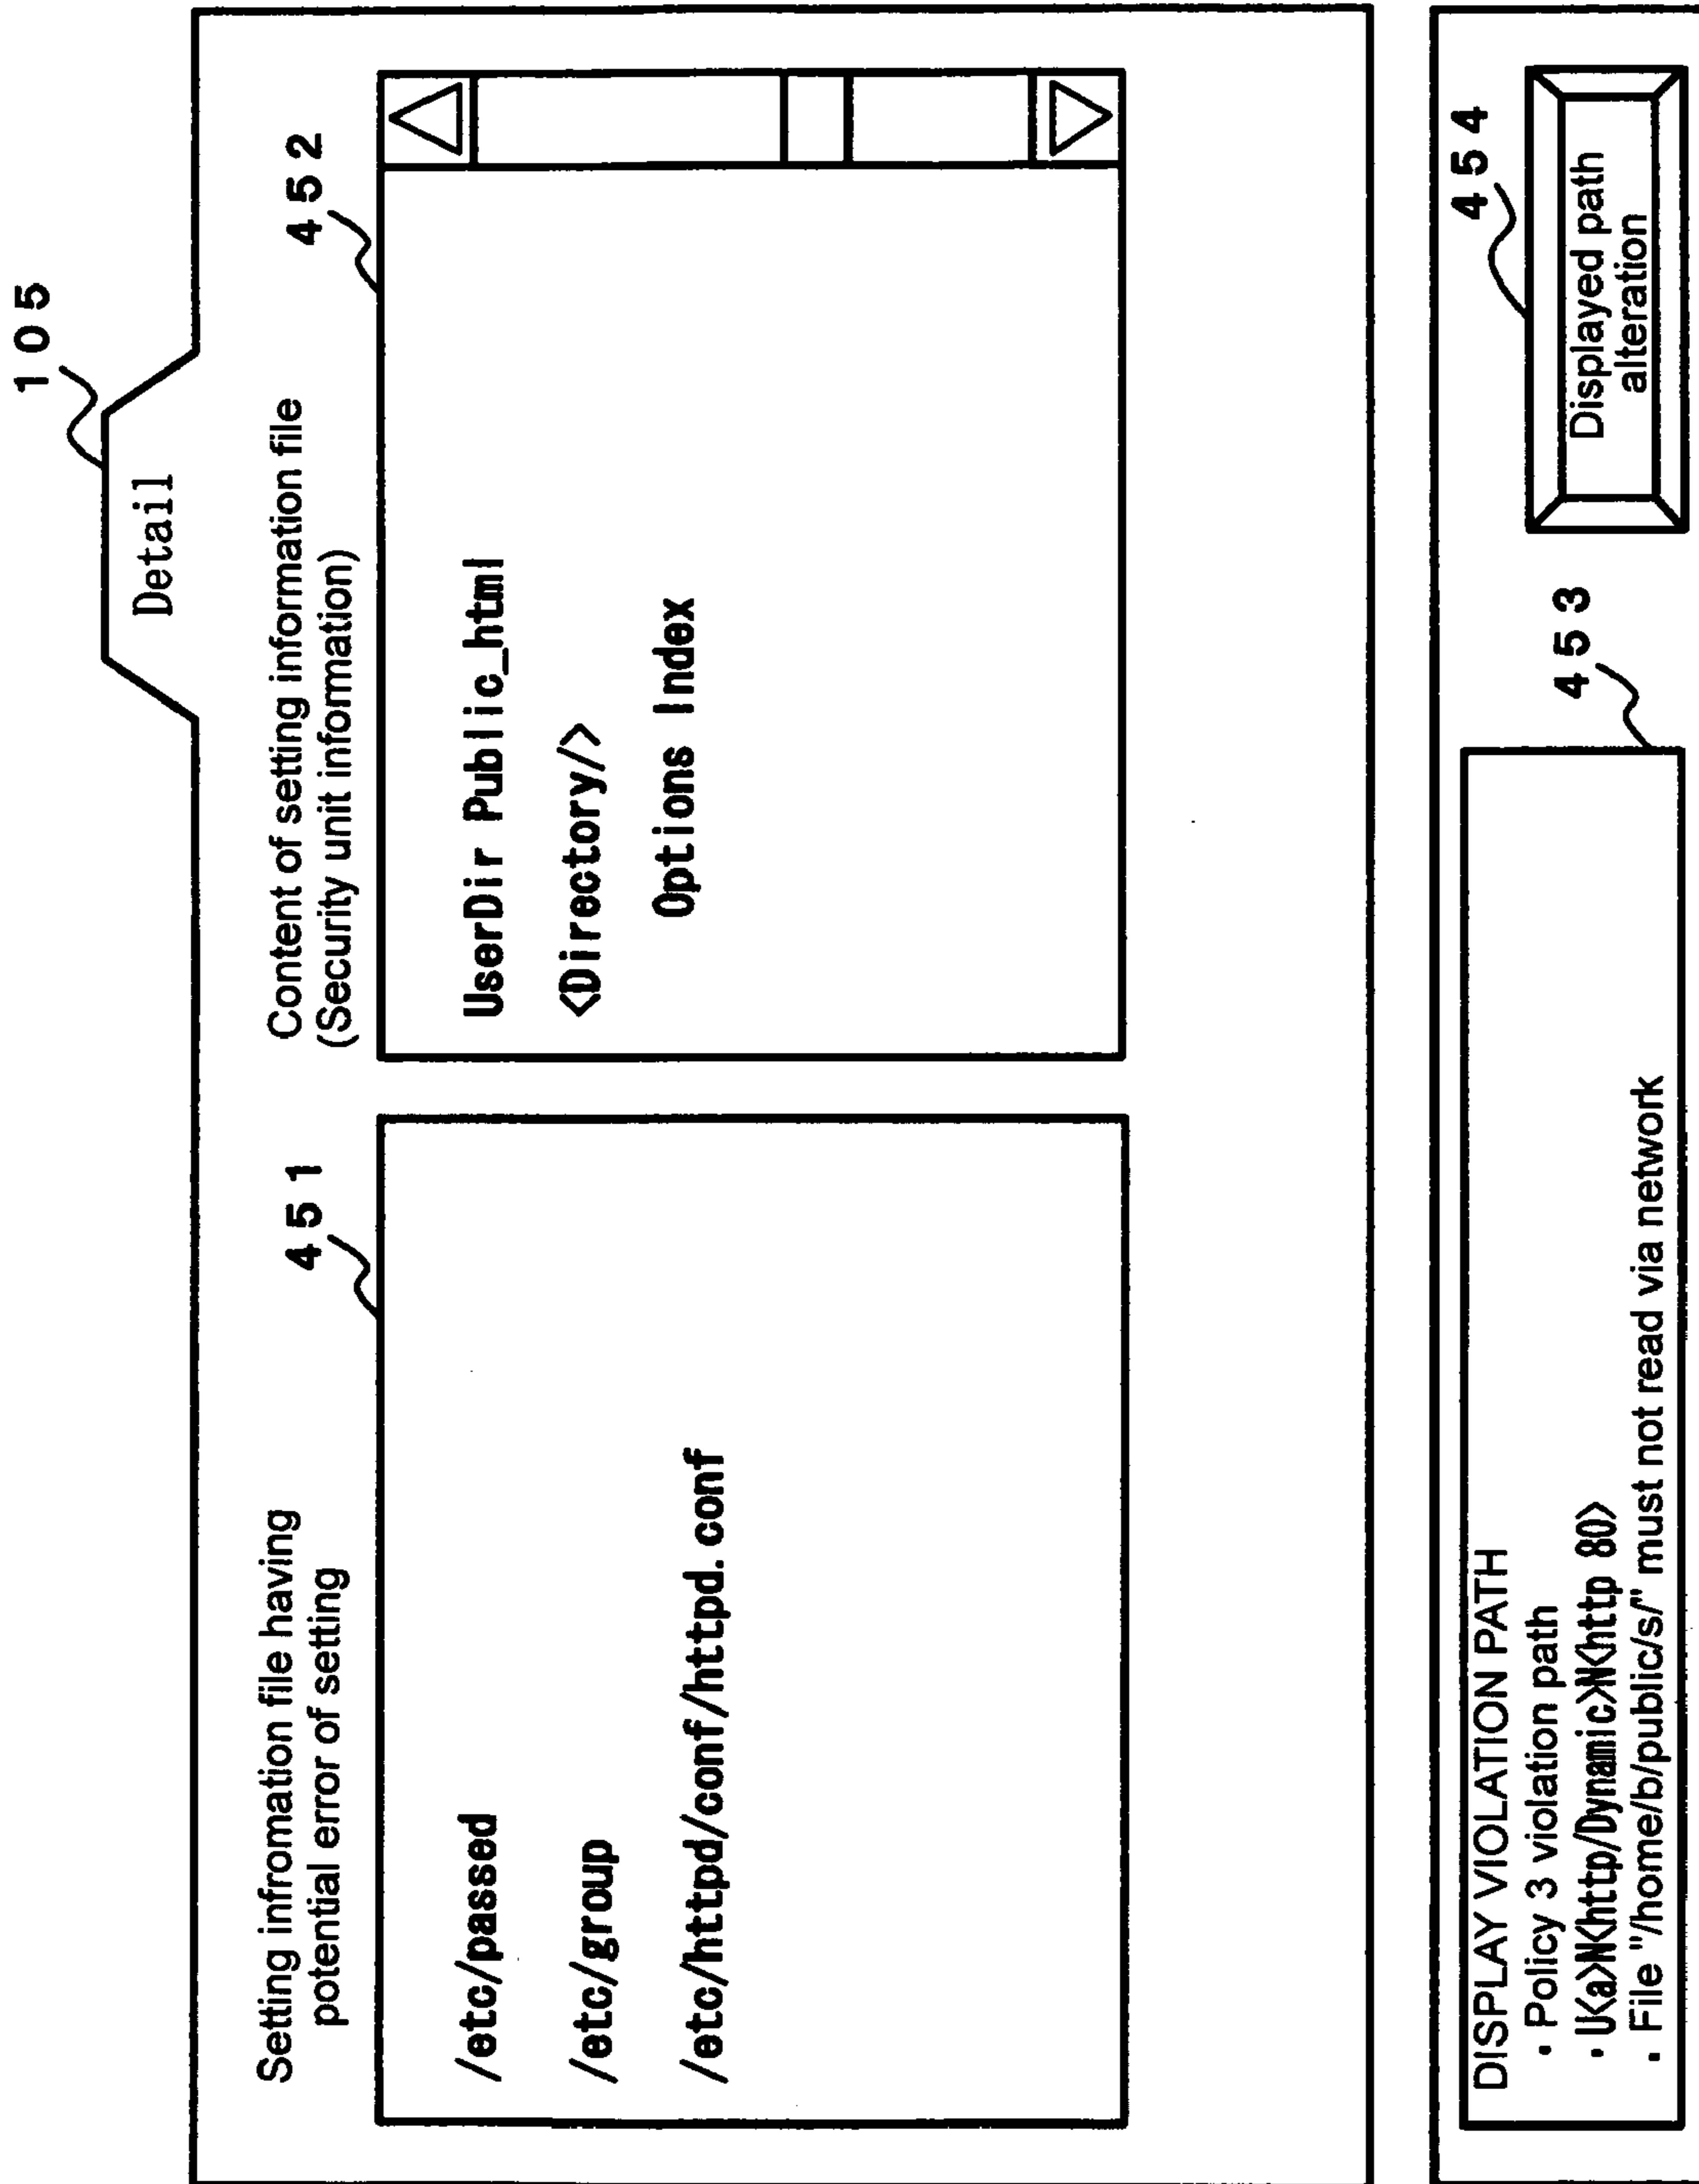 105
Detail
Setting infromation file having
potential error of setting
451
/etc/passed
/etc/group
/etc/httpd/conf/httpd.conf
Content of setting information file
(Security unit information)
452
UserDir Public_html
<Directory/>
Options Index
DISPLAY VIOLATION PATH
・Policy 3 violation path
・U<a>N<http/Dynamic>N<http 80>
・File "/home/b/public/s/" must not read via network
453
454
Displayed path
alteration